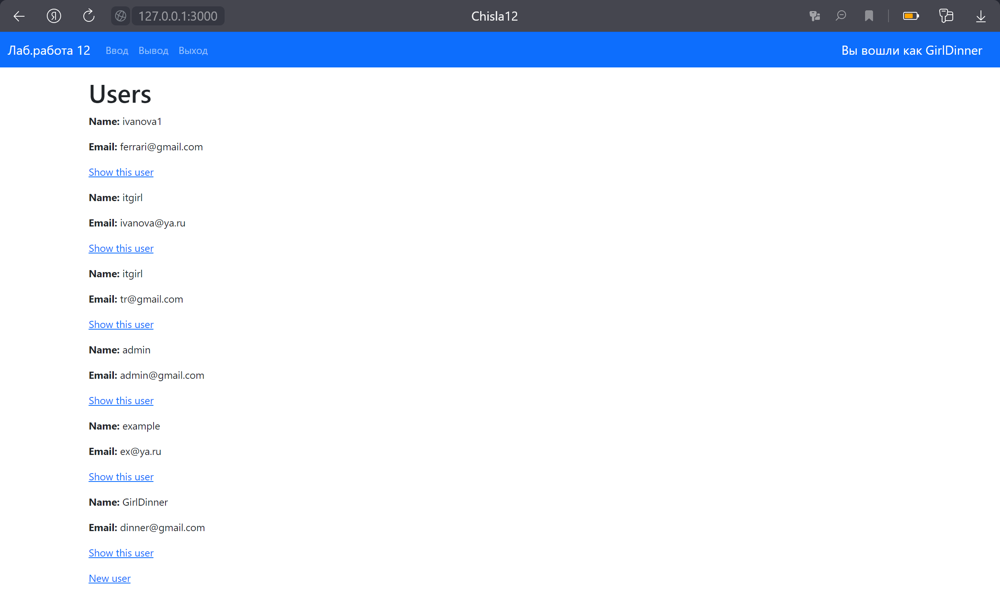 127.0.0.1:3000
Chisla12
Лаб.работа 12 Ввод Вывод Выход
Вы вошли как GirlDinner
Users
Name: ivanova1
Email: ferrari@gmail.com
Show this user
Name: itgirl
Email: ivanova@ya.ru
Show this user
Name: itgirl
Email: tr@gmail.com
Show this user
Name: admin
Email: admin@gmail.com
Show this user
Name: example
Email: ex@ya.ru
Show this user
Name: GirlDinner
Email: dinner@gmail.com
Show this user
New user